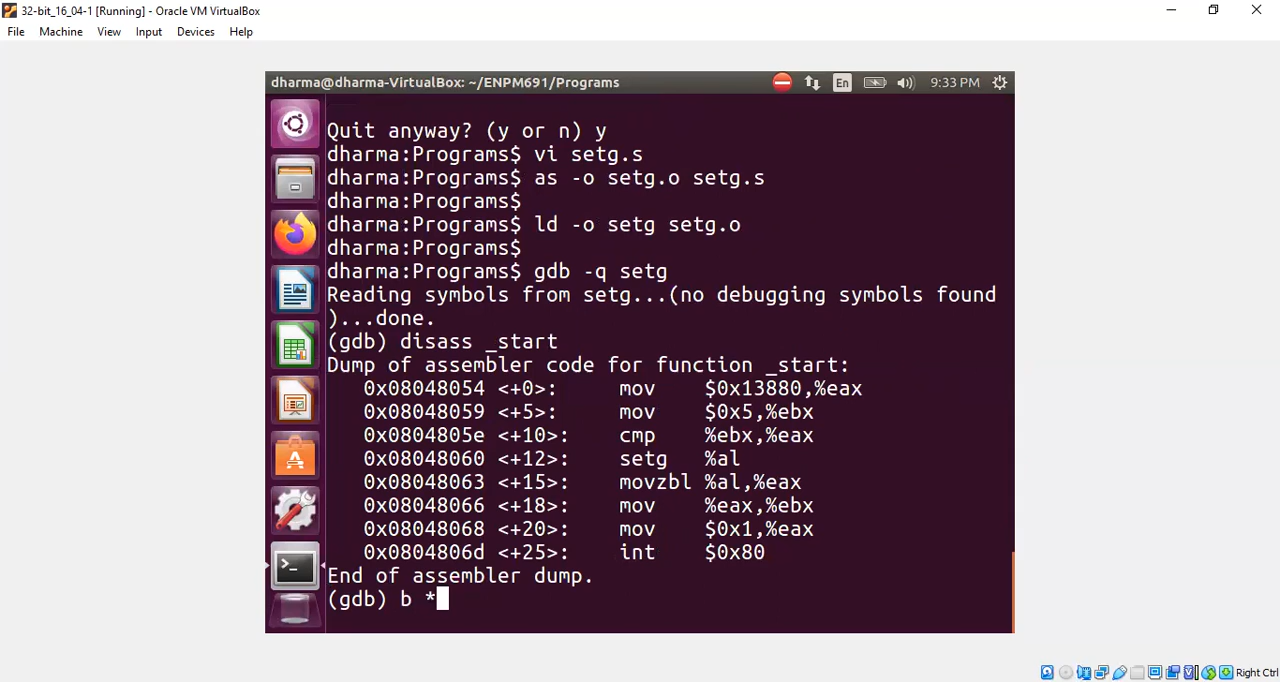 32-bit_16_04-1 [Running] - Oracle VM VirtualBox
File Machine View Input Devices Help
dharma@dharma-VirtualBox: ~/ENPM691/Programs En 9:33 PM
Quit anyway? (y or n) y
dharma:Programs$ vi setg.s
dharma:Programs$ as -o setg.o setg.s
dharma:Programs$
dharma:Programs$ ld -o setg setg.o
dharma:Programs$
dharma:Programs$ gdb -q setg
Reading symbols from setg...(no debugging symbols found
)...done.
(gdb) disass _start
Dump of assembler code for function _start:
0x08048054 <+0>: mov $0x13880,%eax
0x08048059 <+5>: mov $0x5,%ebx
0x0804805e <+10>: cmp %ebx,%eax
0x08048060 <+12>: setg %al
0x08048063 <+15>: movzbl %al,%eax
0x08048066 <+18>: mov %eax,%ebx
0x08048068 <+20>: mov $0x1,%eax
0x0804806d <+25>: int $0x80
End of assembler dump.
(gdb) b *
Right Ctrl